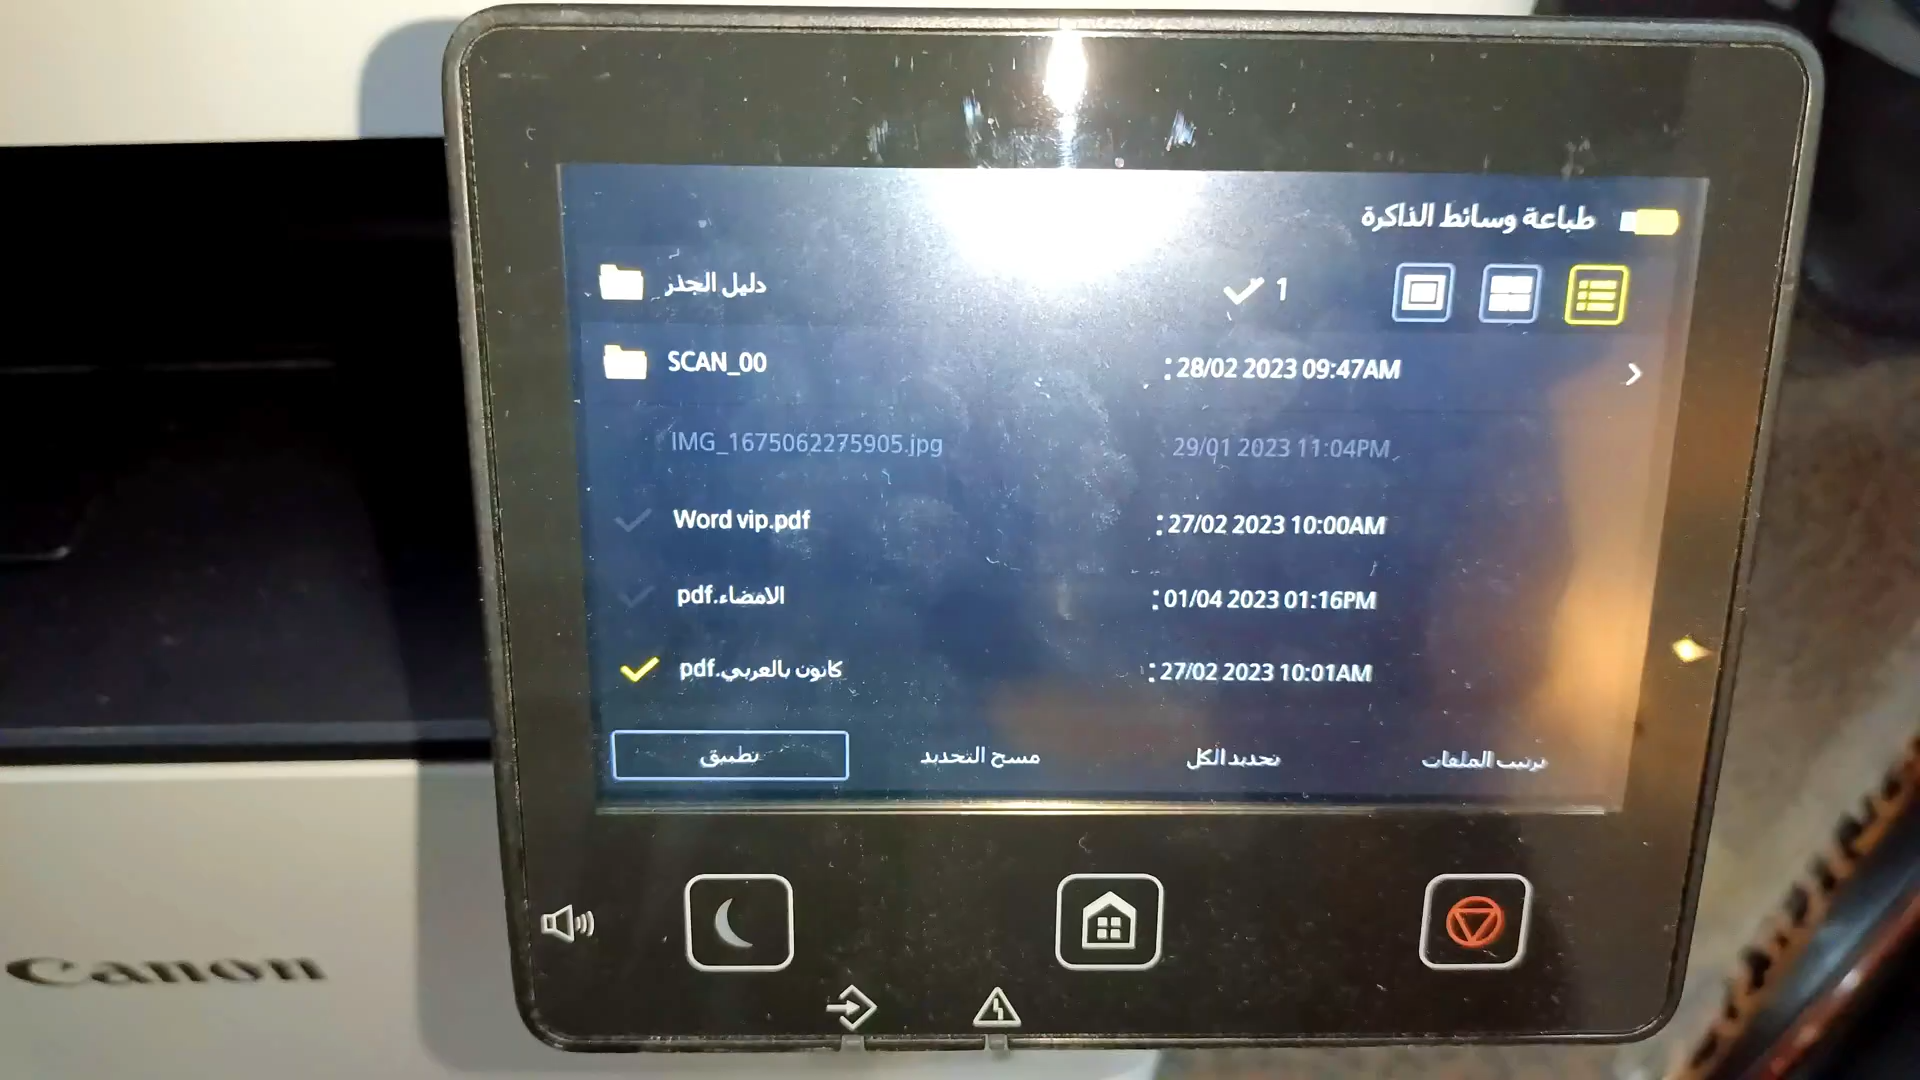 طباعة وسائط الذاكرة
دليل الجذر
1
SCAN_00
: 28/02 2023 09:47AM
IMG_1675062275905.jpg
29/01 2023 11:04PM
Word vip.pdf
: 27/02 2023 10:00AM
الامضاء.pdf
: 01/04 2023 01:16PM
كانون بالعربي.pdf
: 27/02 2023 10:01AM
ترتيب الملفات
تحديد الكل
مسح التحديد
تطبيق
Canon